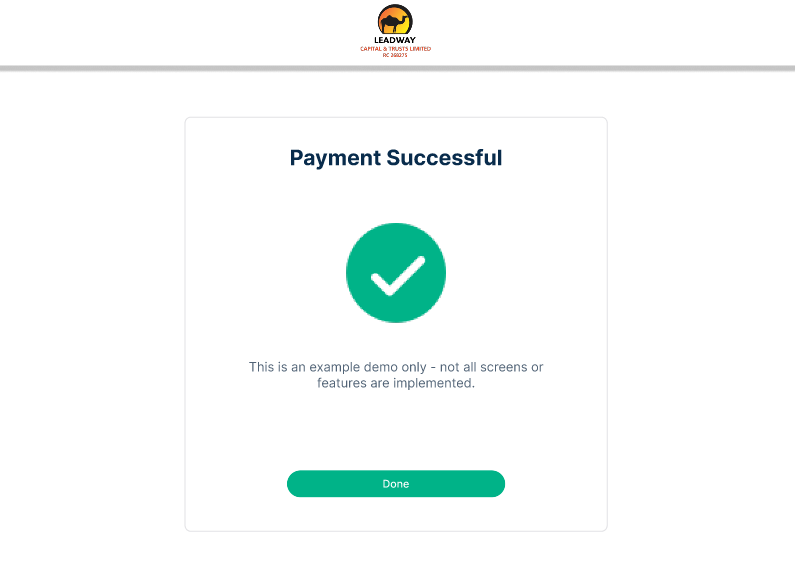 LEADWAY
CAPITAL & TRUSTS LIMITED
RC 268275
Payment Successful
This is an example demo only - not all screens or
features are implemented.
Done